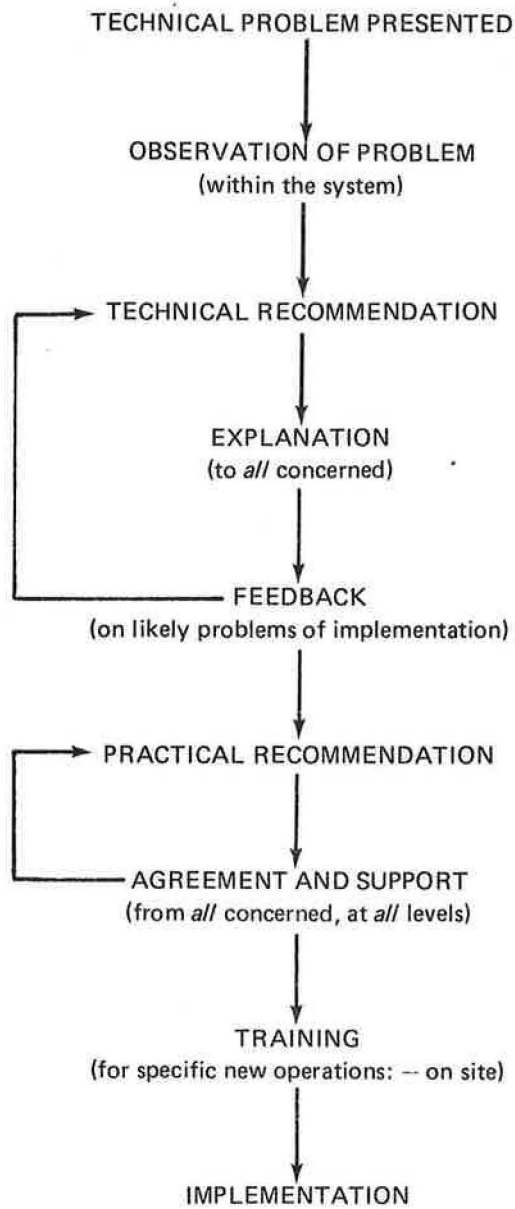 TECHNICAL PROBLEM PRESENTED
OBSERVATION OF PROBLEM
(within the system)
TECHNICAL RECOMMENDATION
EXPLANATION
(to all concerned)
FEEDBACK
(on likely problems of implementation)
PRACTICAL RECOMMENDATION
AGREEMENT AND SUPPORT
(from all concerned, at all levels)
TRAINING
(for specific new operations: — on site)
IMPLEMENTATION